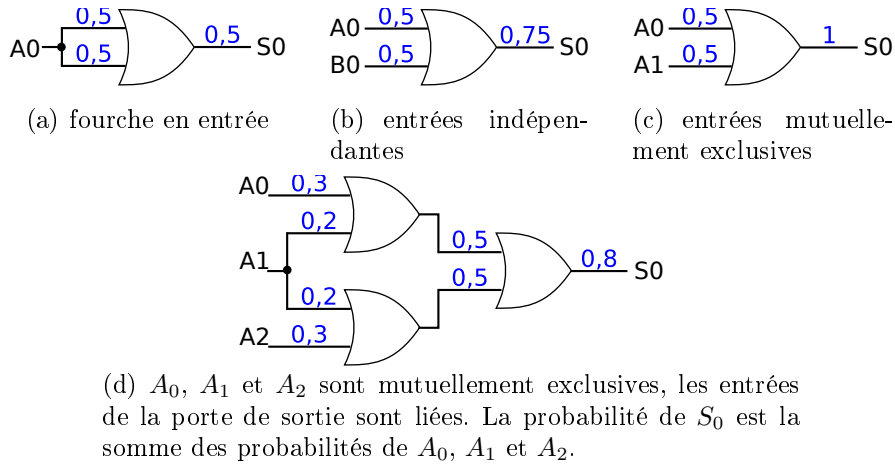 0,5
A0
0,5
0,5
S0
A0
0,5
B0
0,5
0,75
S0
A0
0,5
A1
0,5
1
S0
(a) fourche en entrée
(b) entrées indépen-
dantes
(c) entrées mutuelle-
ment exclusives
A0
0,3
0,2
A1
0,5
0,5
0,8
S0
0,2
A2
0,3
(d) A₀, A₁ et A₂ sont mutuellement exclusives, les entrées
de la porte de sortie sont liées. La probabilité de S₀ est la
somme des probabilités de A₀, A₁ et A₂.